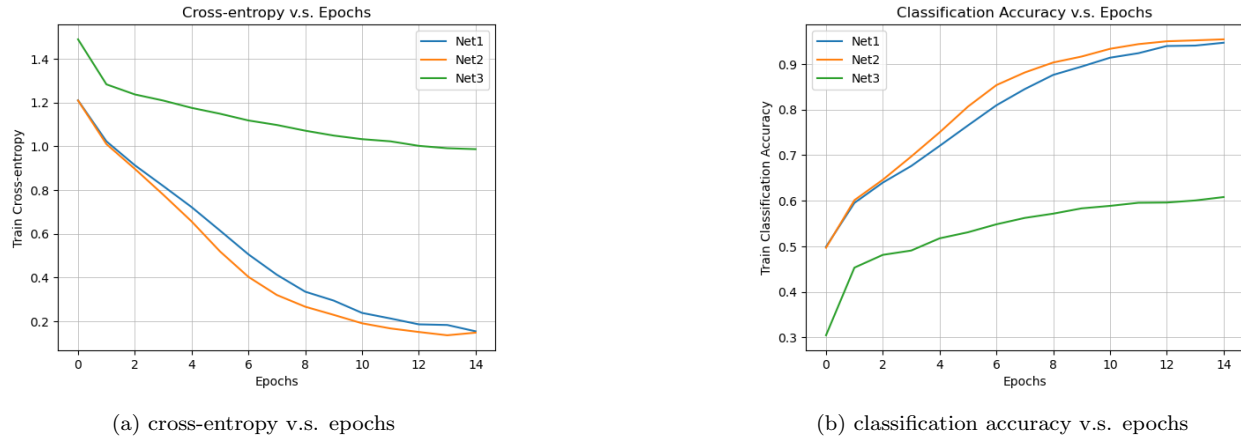 Cross-entropy v.s. Epochs
Net1
Net2
Net3
Train Cross-entropy
1.4
1.2
1.0
0.8
0.6
0.4
0.2
0 2 4 6 8 10 12 14
Epochs
(a) cross-entropy v.s. epochs
Classification Accuracy v.s. Epochs
Net1
Net2
Net3
Train Classification Accuracy
0.9
0.8
0.7
0.6
0.5
0.4
0.3
0 2 4 6 8 10 12 14
Epochs
(b) classification accuracy v.s. epochs